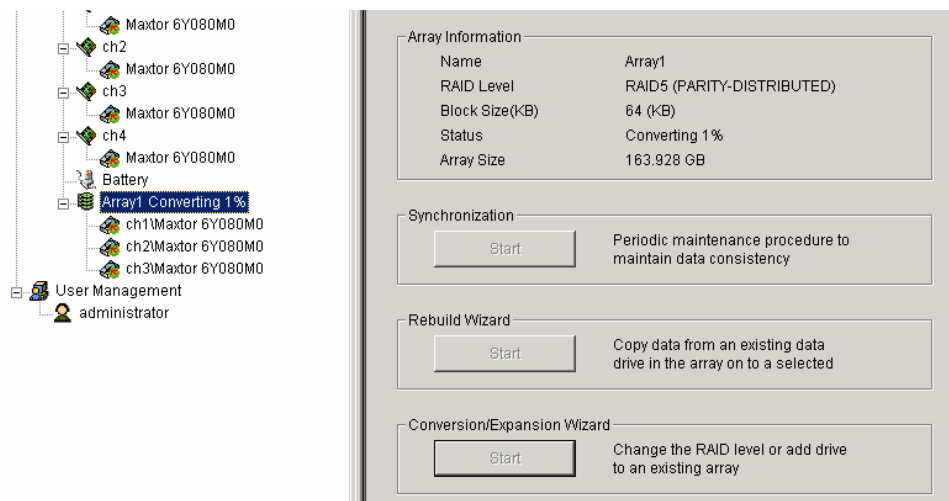 Maxtor 6Y080M0
ch2
Maxtor 6Y080M0
ch3
Maxtor 6Y080M0
ch4
Maxtor 6Y080M0
Battery
Array1 Converting 1%
ch1\Maxtor 6Y080M0
ch2\Maxtor 6Y080M0
ch3\Maxtor 6Y080M0
User Management
administrator
Array Information
Name Array1
RAID Level RAID5 (PARITY-DISTRIBUTED)
Block Size(KB) 64 (KB)
Status Converting 1%
Array Size 163.928 GB
Synchronization
Start
Periodic maintenance procedure to
maintain data consistency
Rebuild Wizard
Start
Copy data from an existing data
drive in the array on to a selected
Conversion/Expansion Wizard
Start
Change the RAID level or add drive
to an existing array